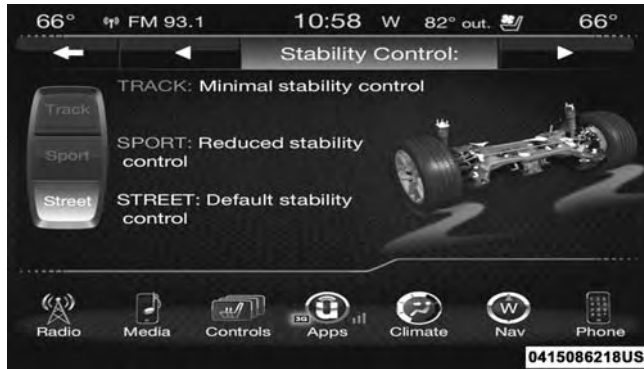 66° FM 93.1 10:58 W 82° out. 66°
Stability Control:
TRACK: Minimal stability control
Track
SPORT: Reduced stability
control
Sport
STREET: Default stability
control
Street
3G
W
Radio Media Controls Apps Climate Nav Phone
0415086218US